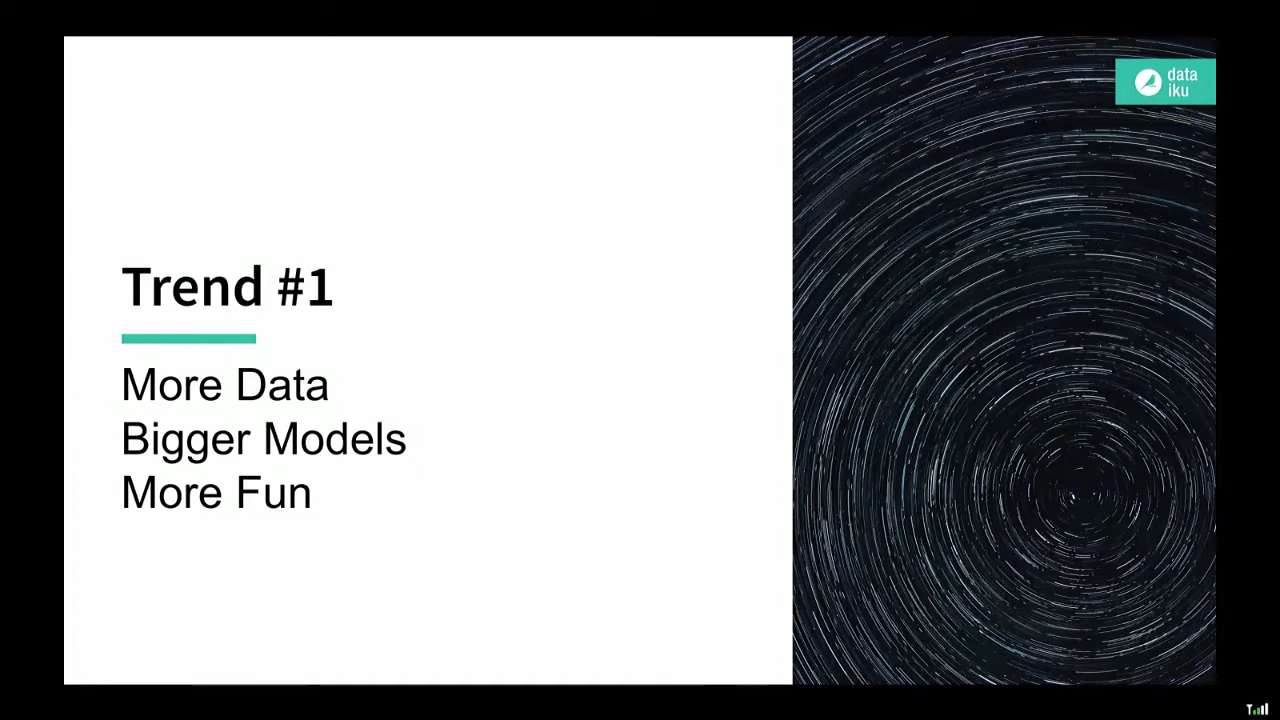 data
iku
Trend #1
More Data
Bigger Models
More Fun